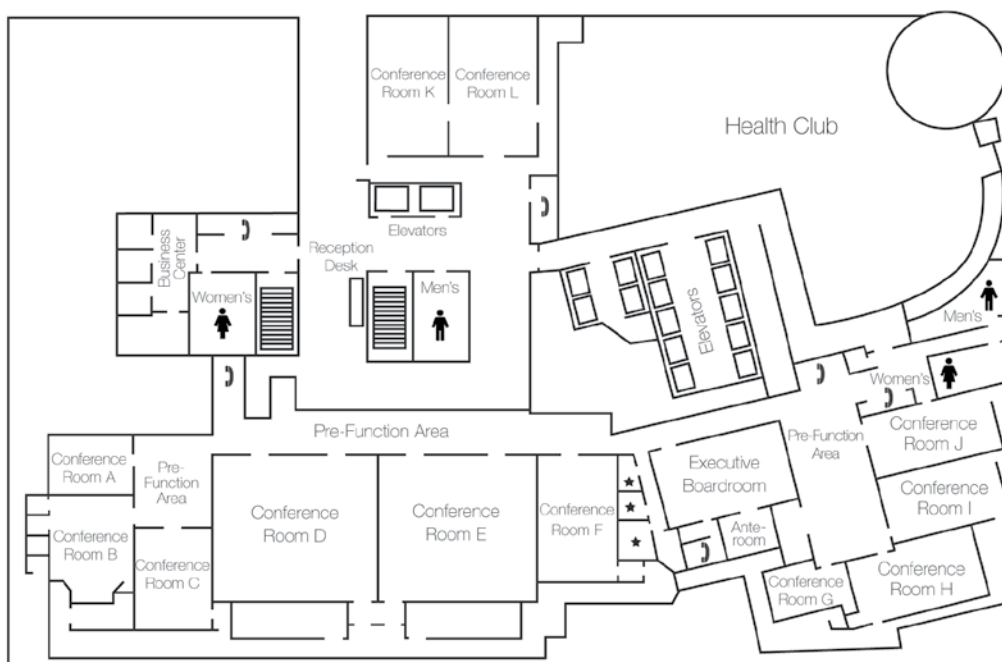 Conference
Room K
Conference
Room L
Health Club
Elevators
Reception
Desk
Business
Center
Women's
Men's
Elevators
Men's
Women's
Pre-Function Area
Pre-Function
Area
Conference
Room J
Conference
Room A
Pre-
Function
Area
Executive
Boardroom
Conference
Room I
Conference
Room D
Conference
Room E
Conference
Room F
Ante-
room
Conference
Room B
Conference
Room C
Conference
Room G
Conference
Room H